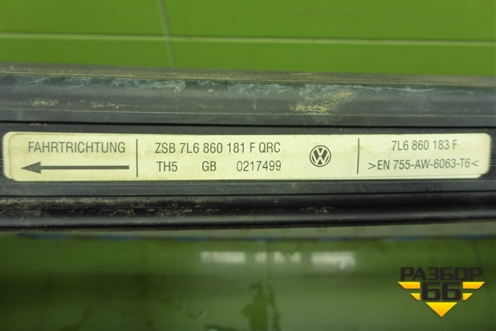 FAHRTRICHTUNG
ZSB 7L6 860 181 F QRC
TH5 GB 0217499
7L6 860 183 F
>EN 755-AW-6063-T6<
РАЗБОР
66